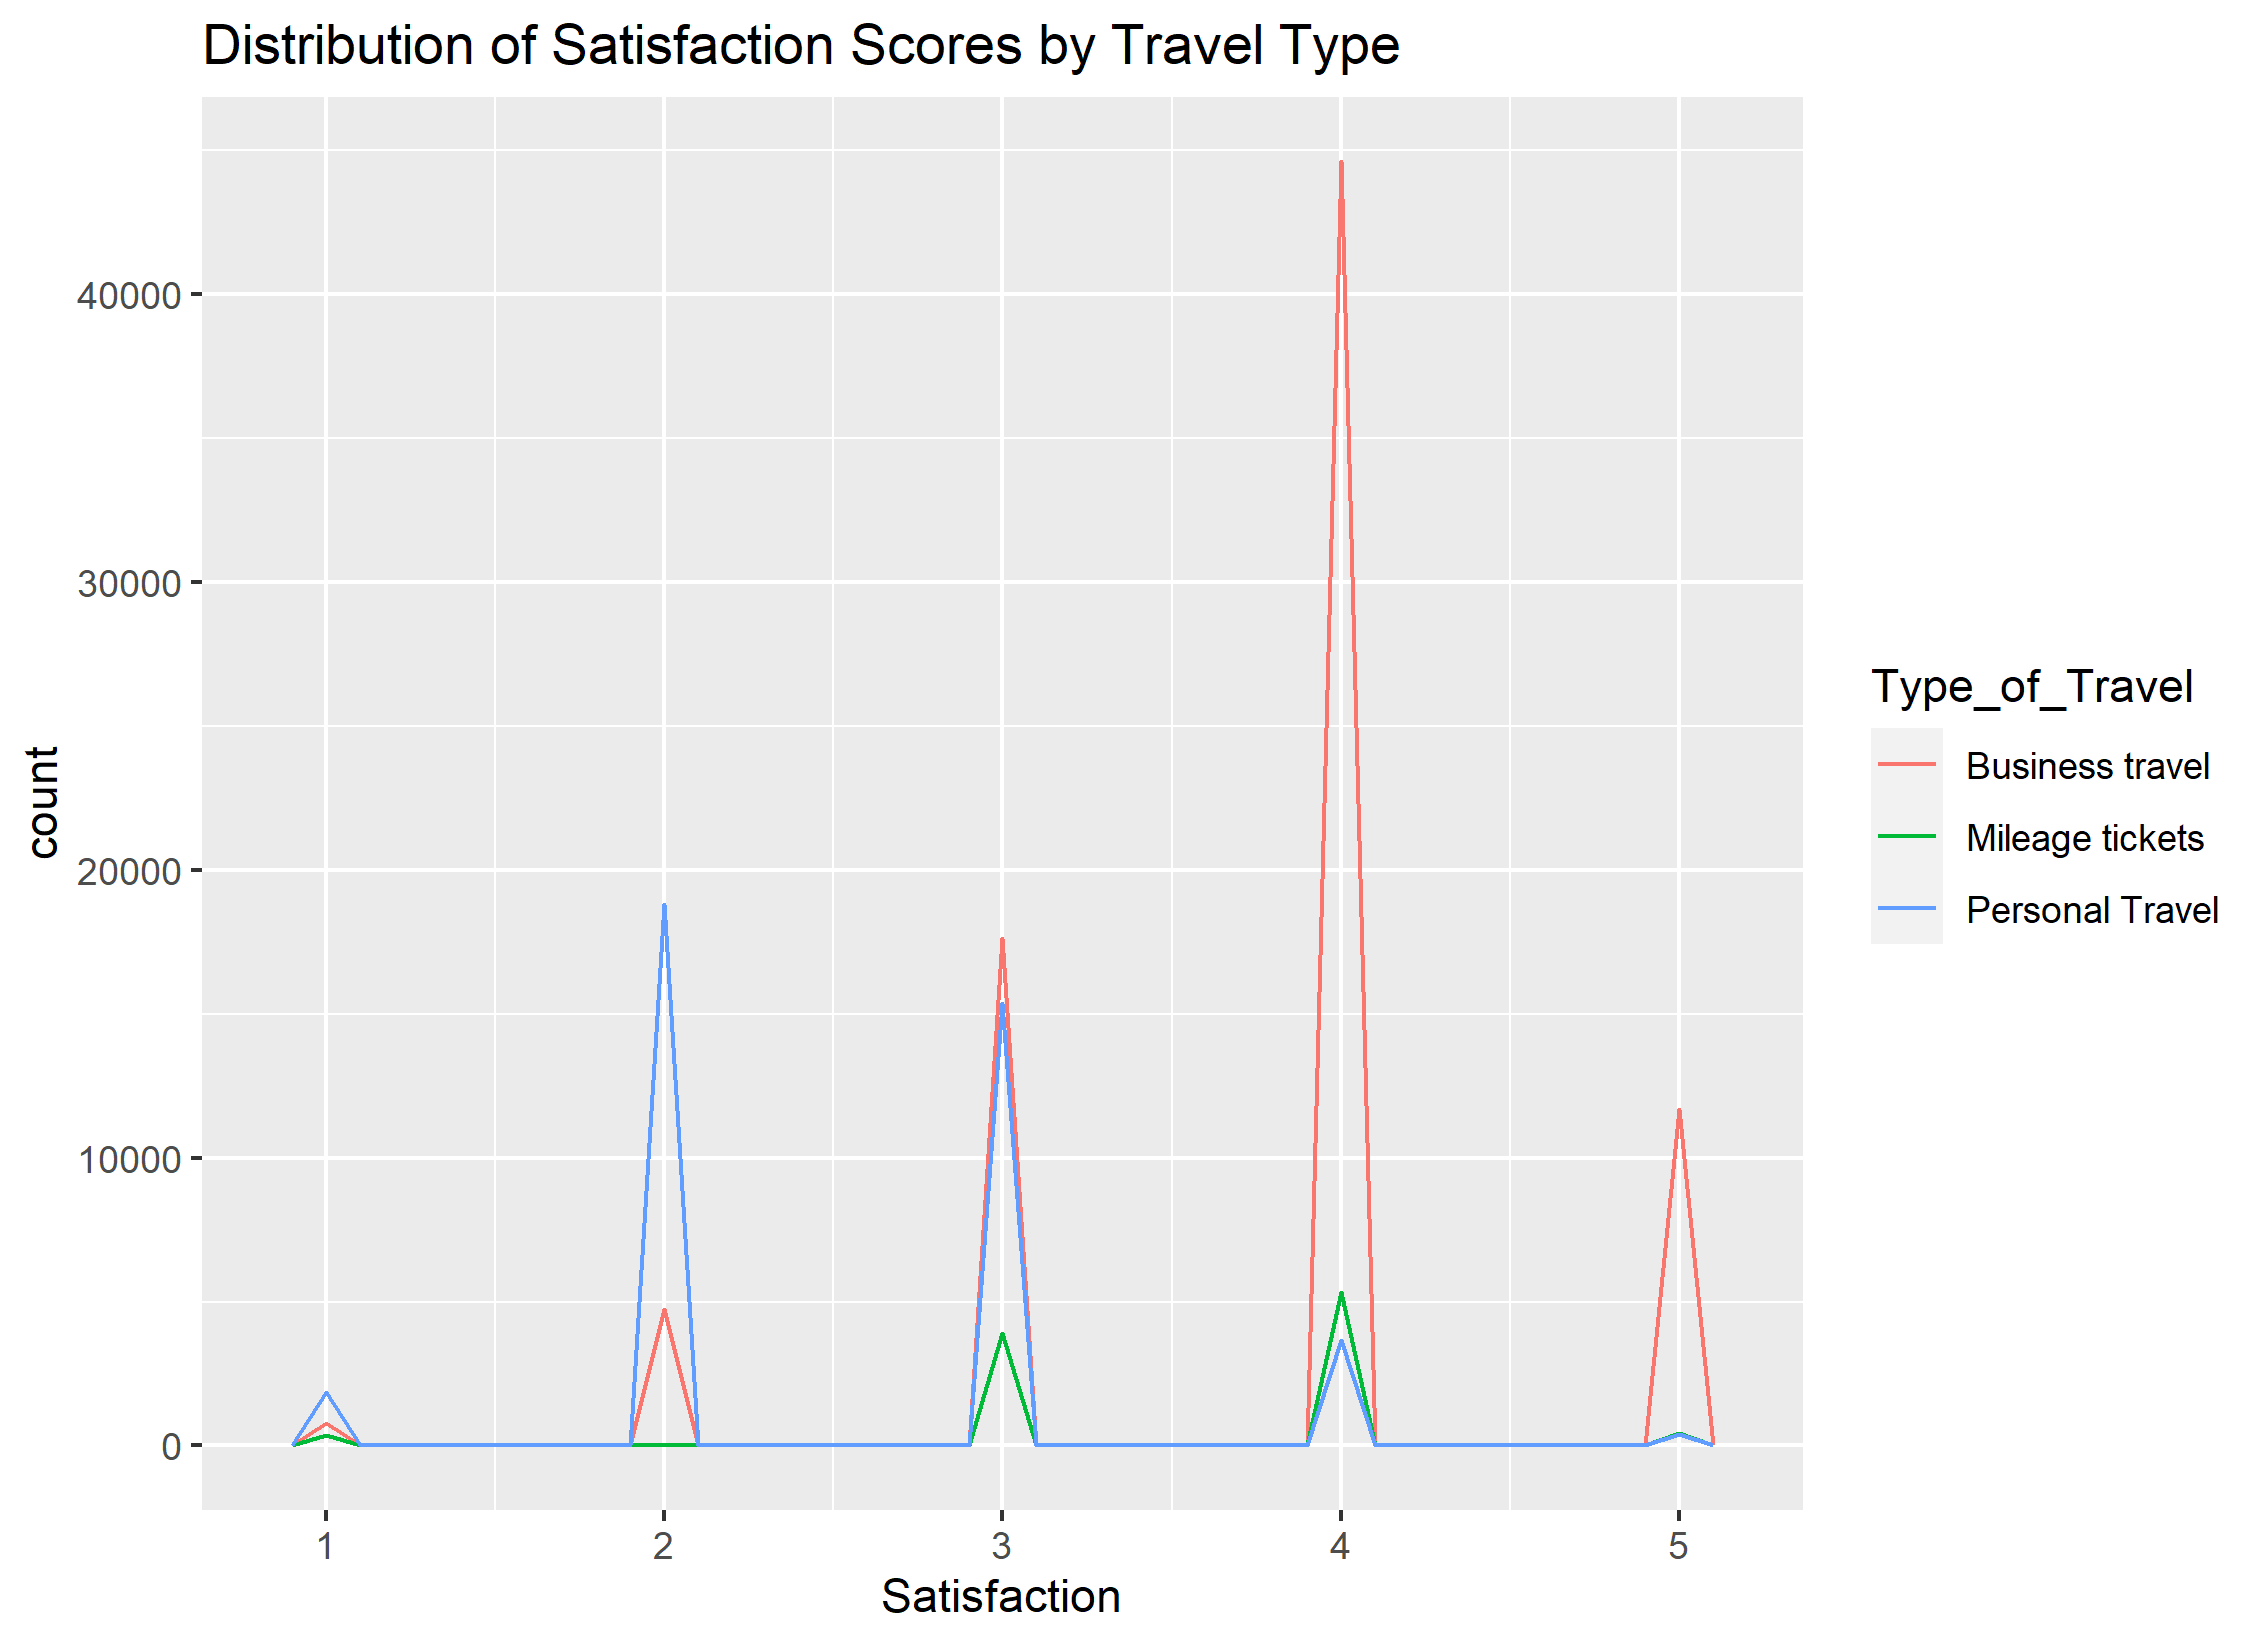 Distribution of Satisfaction Scores by Travel Type
40000
30000
20000
10000
0
count
1 2 3 4 5
Satisfaction
Type_of_Travel
Business travel
Mileage tickets
Personal Travel